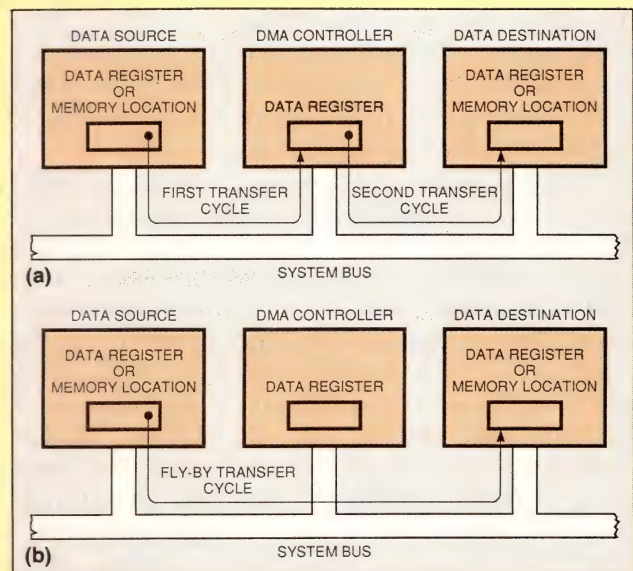 DATA SOURCE
DMA CONTROLLER
DATA DESTINATION
DATA REGISTER
OR
MEMORY LOCATION
DATA REGISTER
DATA REGISTER
OR
MEMORY LOCATION
FIRST TRANSFER
CYCLE
SECOND TRANSFER
CYCLE
(a)
SYSTEM BUS
DATA SOURCE
DMA CONTROLLER
DATA DESTINATION
DATA REGISTER
OR
MEMORY LOCATION
DATA REGISTER
DATA REGISTER
OR
MEMORY LOCATION
FLY-BY TRANSFER
CYCLE
(b)
SYSTEM BUS